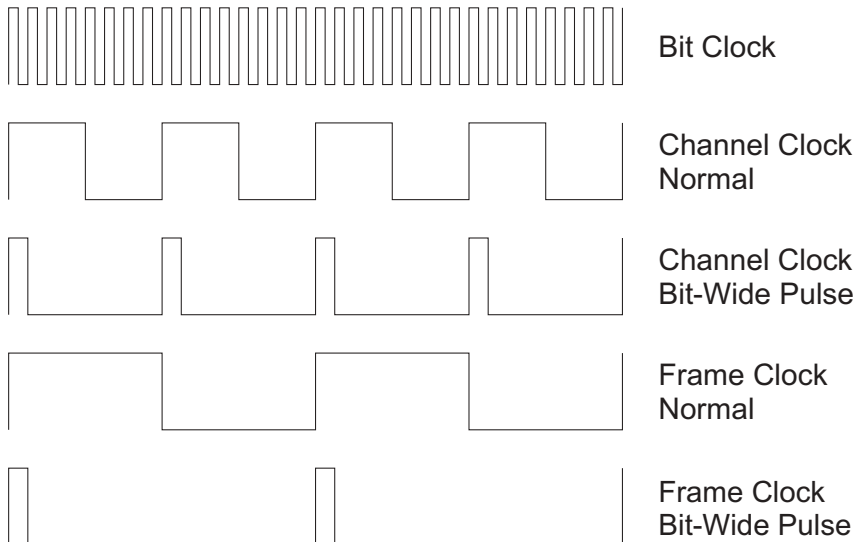 Bit Clock
Channel Clock
Normal
Channel Clock
Bit-Wide Pulse
Frame Clock
Normal
Frame Clock
Bit-Wide Pulse